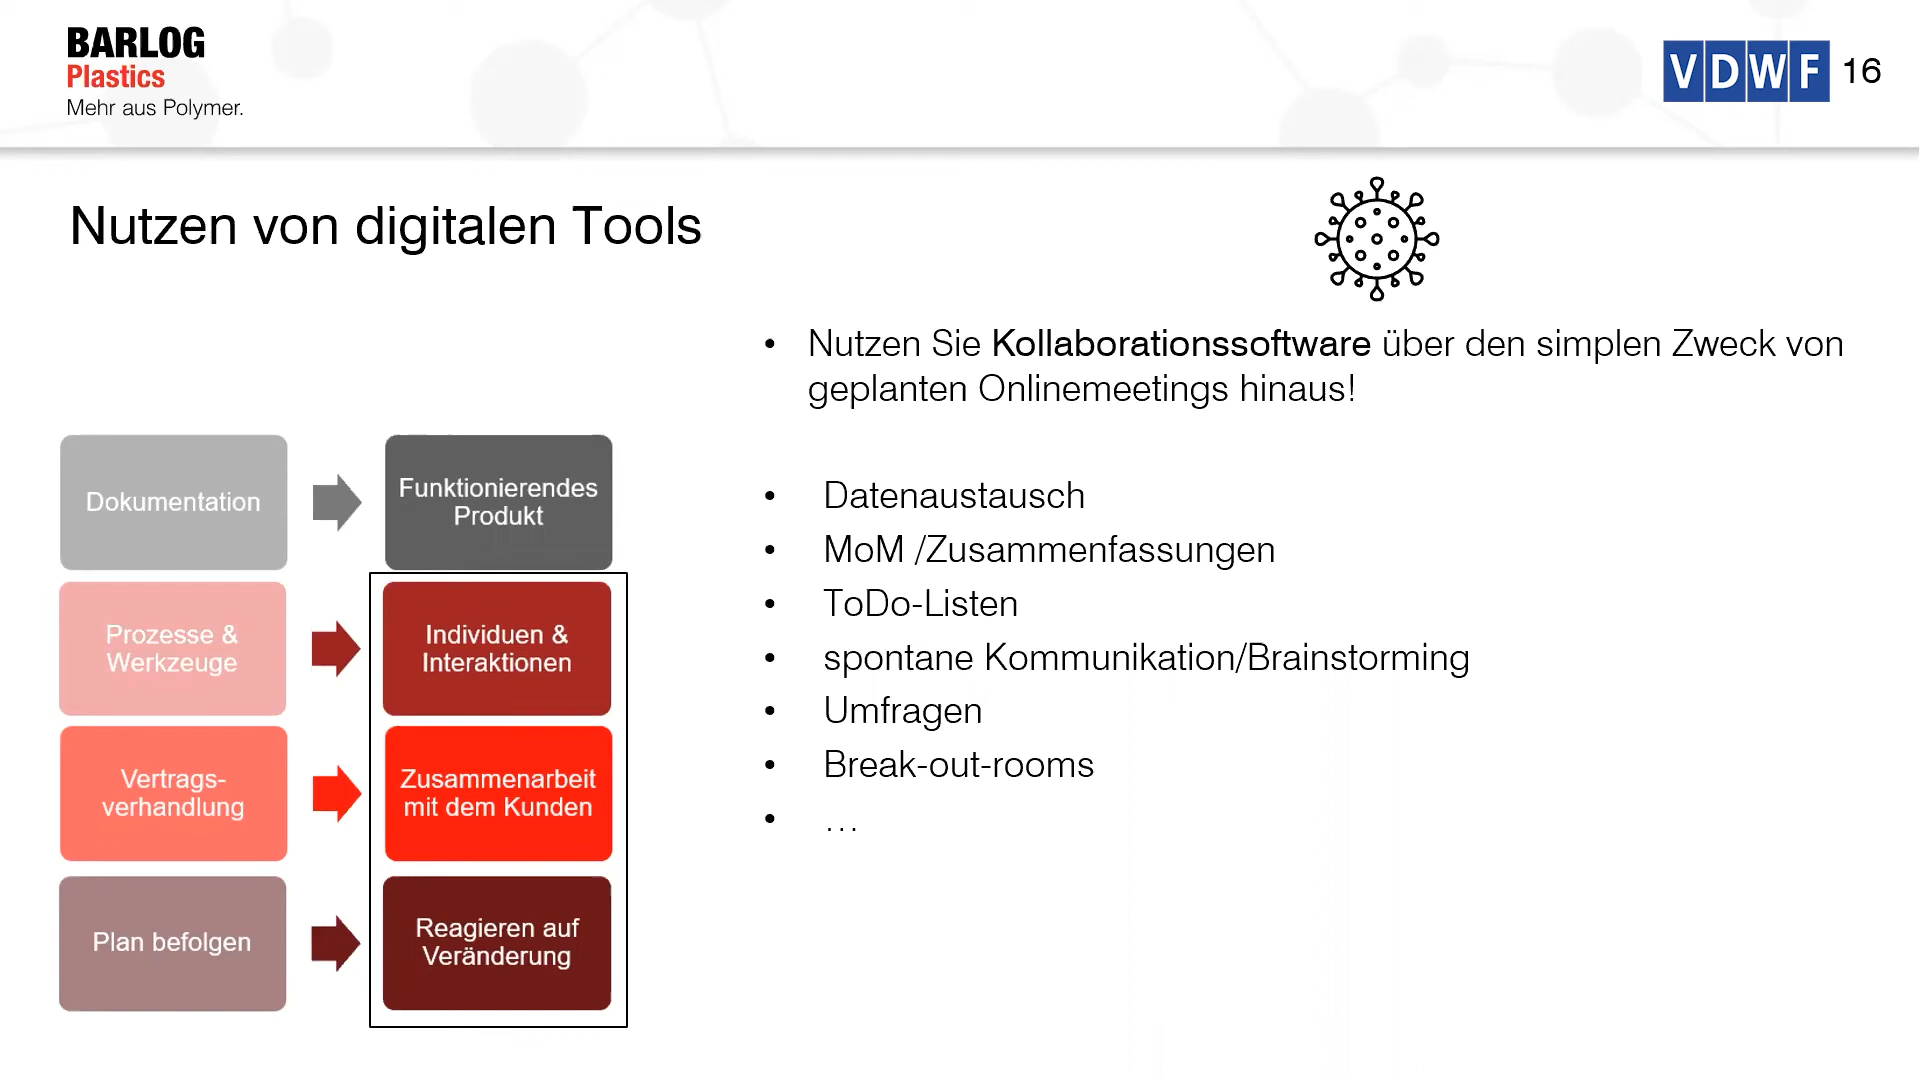 BARLOG
Plastics
Mehr aus Polymer.
VDWF 16
Nutzen von digitalen Tools
Dokumentation
Funktionierendes
Produkt
Prozesse &
Werkzeuge
Individuen &
Interaktionen
Vertrags-
verhandlung
Zusammenarbeit
mit dem Kunden
Plan befolgen
Reagieren auf
Veränderung
• Nutzen Sie Kollaborationssoftware über den simplen Zweck von
geplanten Onlinemeetings hinaus!
• Datenaustausch
• MoM /Zusammenfassungen
• ToDo-Listen
• spontane Kommunikation/Brainstorming
• Umfragen
• Break-out-rooms
• …